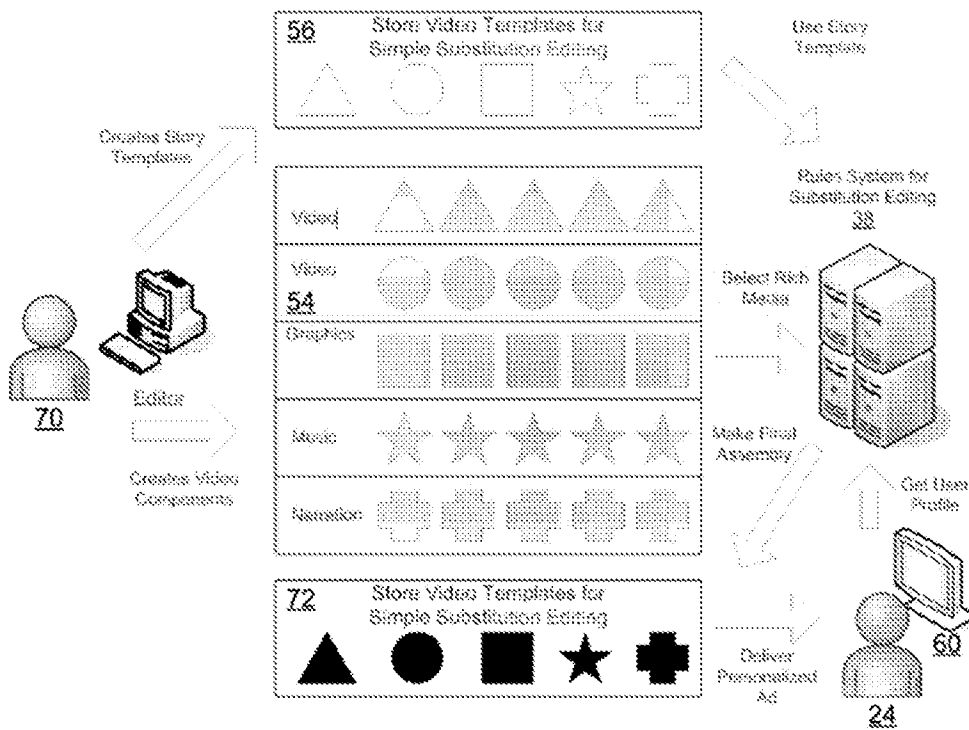 56
Store Video Templates for
Simple Substitution Editing
Use Story
Template
Creates Story
Templates
Rules System for
Substitution Editing
38
Video
Video
54
Graphics
Music
Narration
Select Rich
Media
70
Editor
Creates Video
Components
Make Final
Assembly
Get User
Profile
72
Store Video Templates for
Simple Substitution Editing
Deliver
Personalized
Ad
60
24